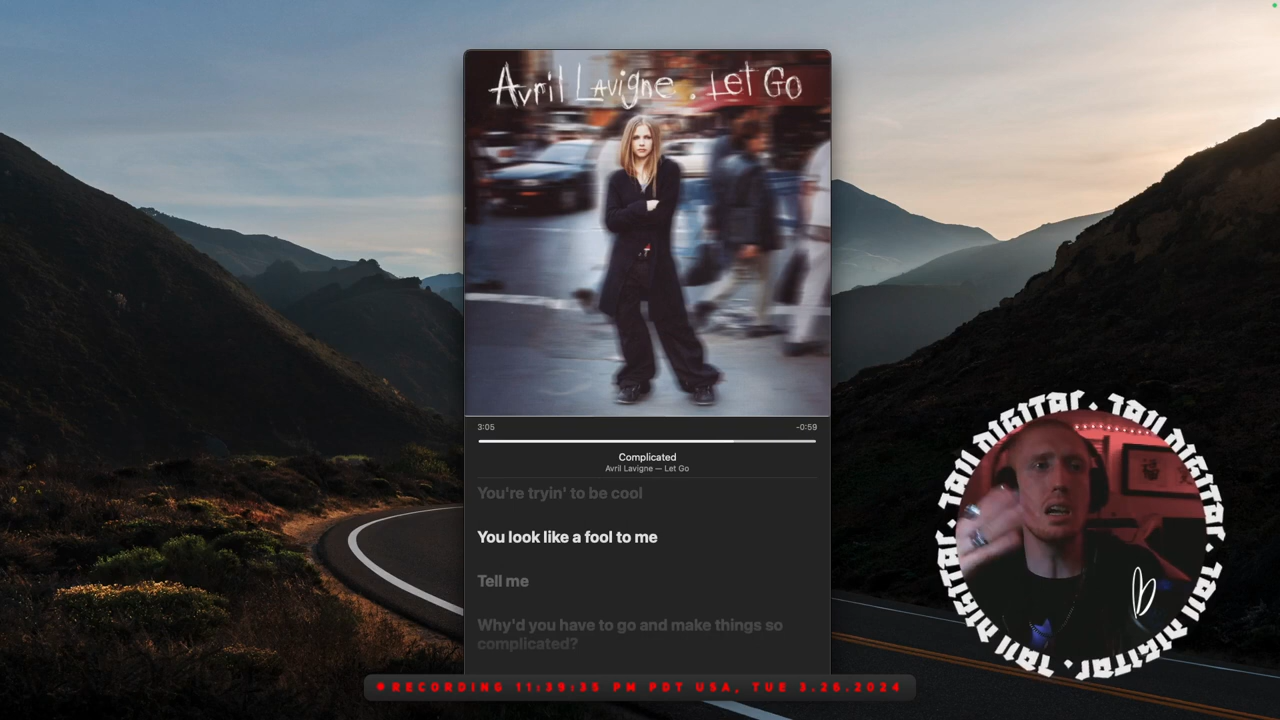 Avril Lavigne . Let Go
3:05
-0:59
Complicated
Avril Lavigne — Let Go
You're tryin' to be cool
You look like a fool to me
Tell me
Why'd you have to go and make things so
complicated?
RECORDING 11:39:35 PM PDT USA, TUE 3.26.2024